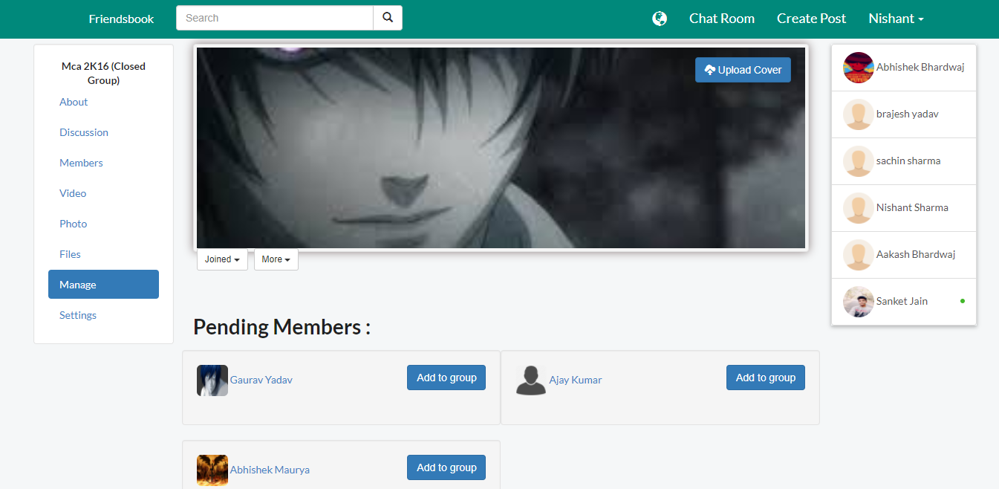 Friendsbook
Search
Chat Room
Create Post
Nishant
Mca 2K16 (Closed
Group)
About
Discussion
Members
Video
Photo
Files
Manage
Settings
Upload Cover
Joined
More
Pending Members :
Gaurav Yadav
Add to group
Ajay Kumar
Add to group
Abhishek Maurya
Add to group
Abhishek Bhardwaj
brajesh yadav
sachin sharma
Nishant Sharma
Aakash Bhardwaj
Sanket Jain